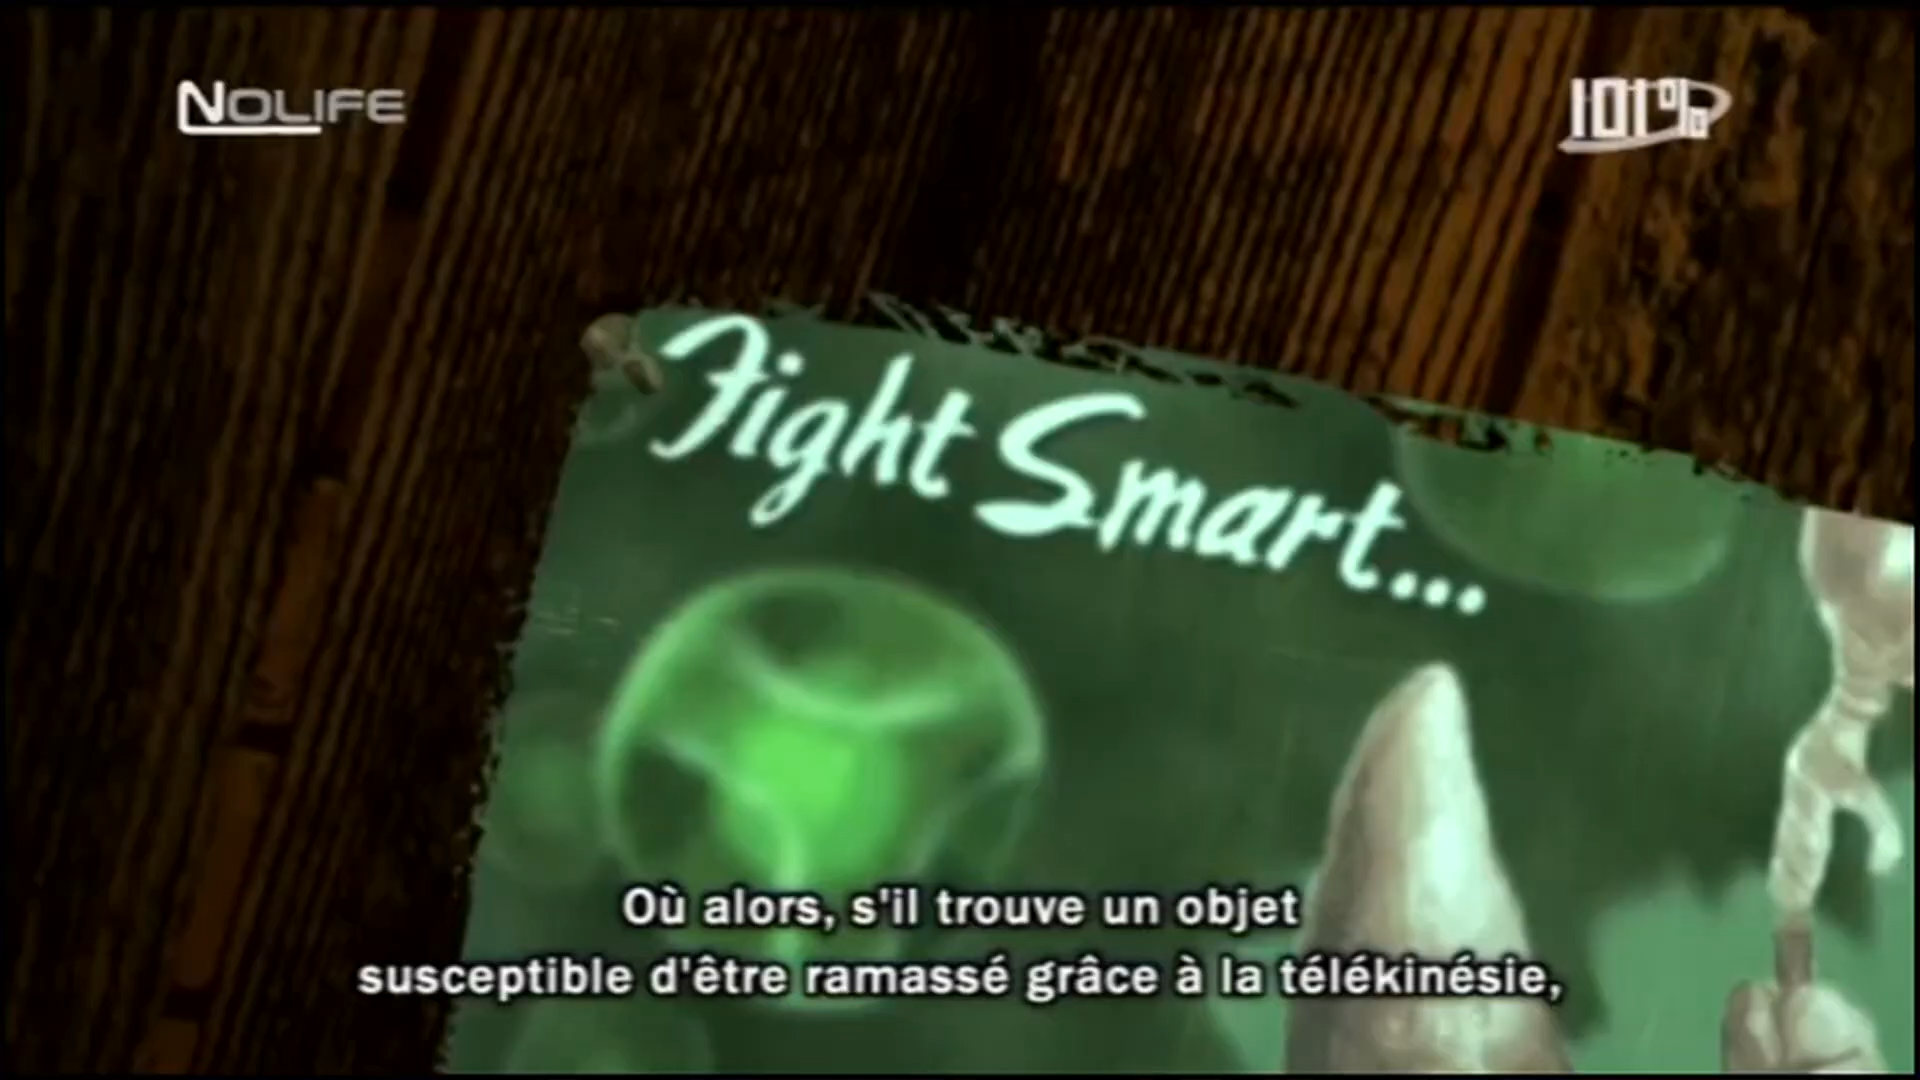 NOLIFE
101%
Fight Smart...
Où alors, s'il trouve un objet
susceptible d'être ramassé grâce à la télékinésie,